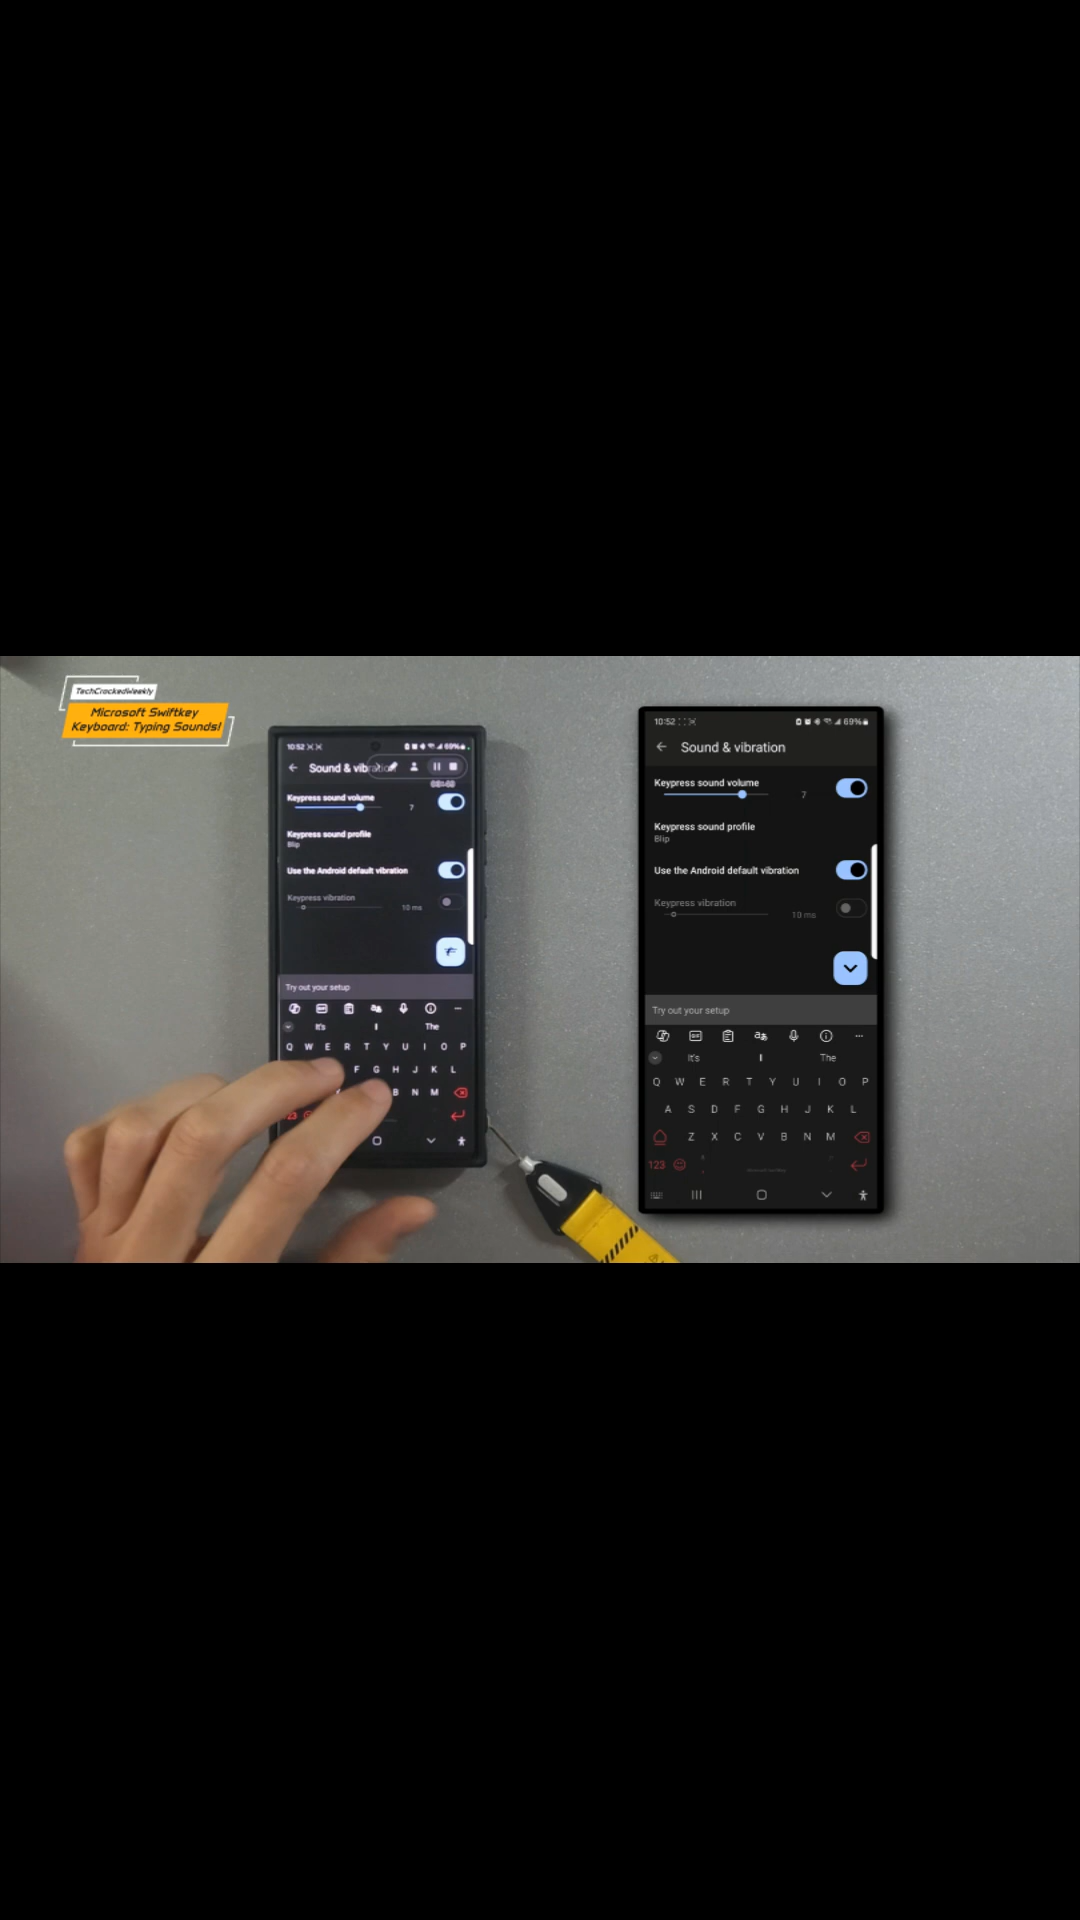 TechCrackedWeekly
Microsoft Swiftkey
Keyboard: Typing Sounds!
10:52
69%
Sound & vibration
Keypress sound volume
7
Keypress sound profile
Blip
Use the Android default vibration
Keypress vibration
10 ms
Try out your setup
It's I The
Q W E R T Y U I O P
F G H J K L
B N M
10:52
69%
Sound & vibration
Keypress sound volume
7
Keypress sound profile
Blip
Use the Android default vibration
Keypress vibration
10 ms
Try out your setup
It's I The
Q W E R T Y U I O P
A S D F G H J K L
Z X C V B N M
123